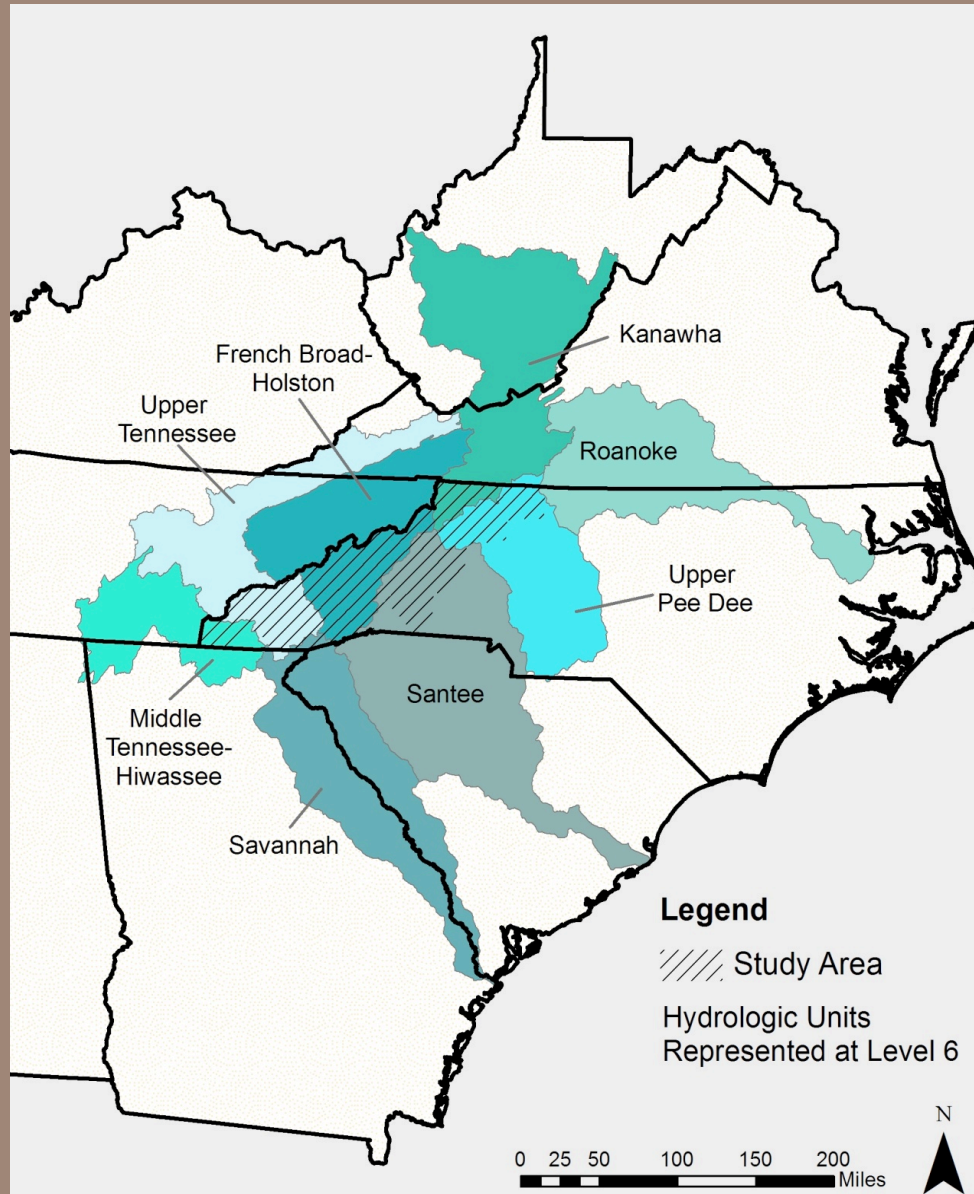 Kanawha
French Broad-
Holston
Upper
Tennessee
Roanoke
Upper
Pee Dee
Santee
Middle
Tennessee-
Hiwassee
Savannah
Legend
Study Area
Hydrologic Units
Represented at Level 6
N
0 25 50 100 150 200
Miles